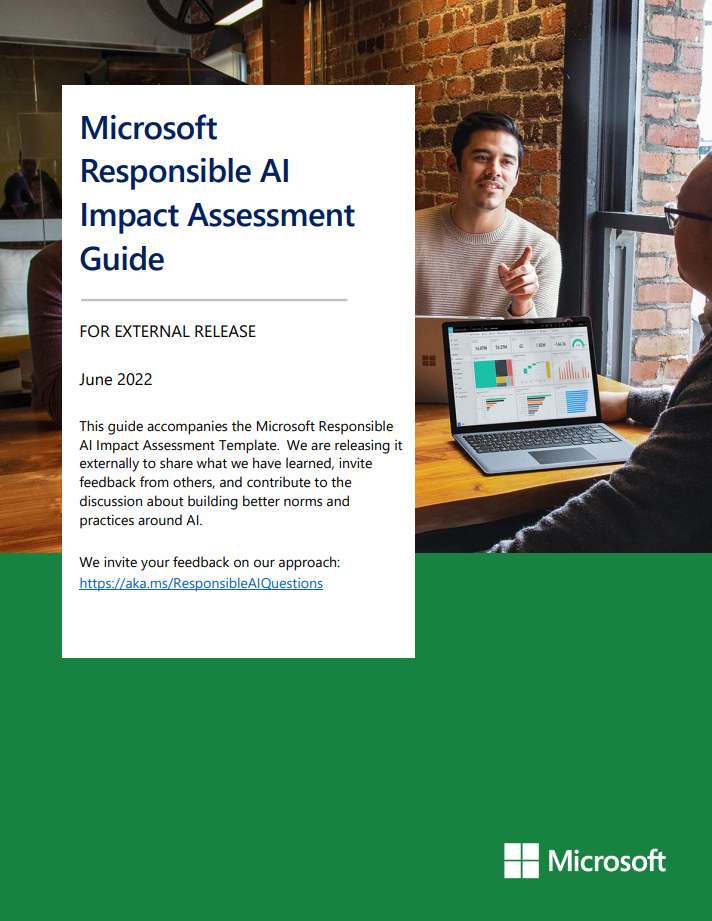 Microsoft
Responsible AI
Impact Assessment
Guide
FOR EXTERNAL RELEASE
June 2022
This guide accompanies the Microsoft Responsible
AI Impact Assessment Template.  We are releasing it
externally to share what we have learned, invite
feedback from others, and contribute to the
discussion about building better norms and
practices around AI.
We invite your feedback on our approach:
https://aka.ms/ResponsibleAIQuestions
Microsoft